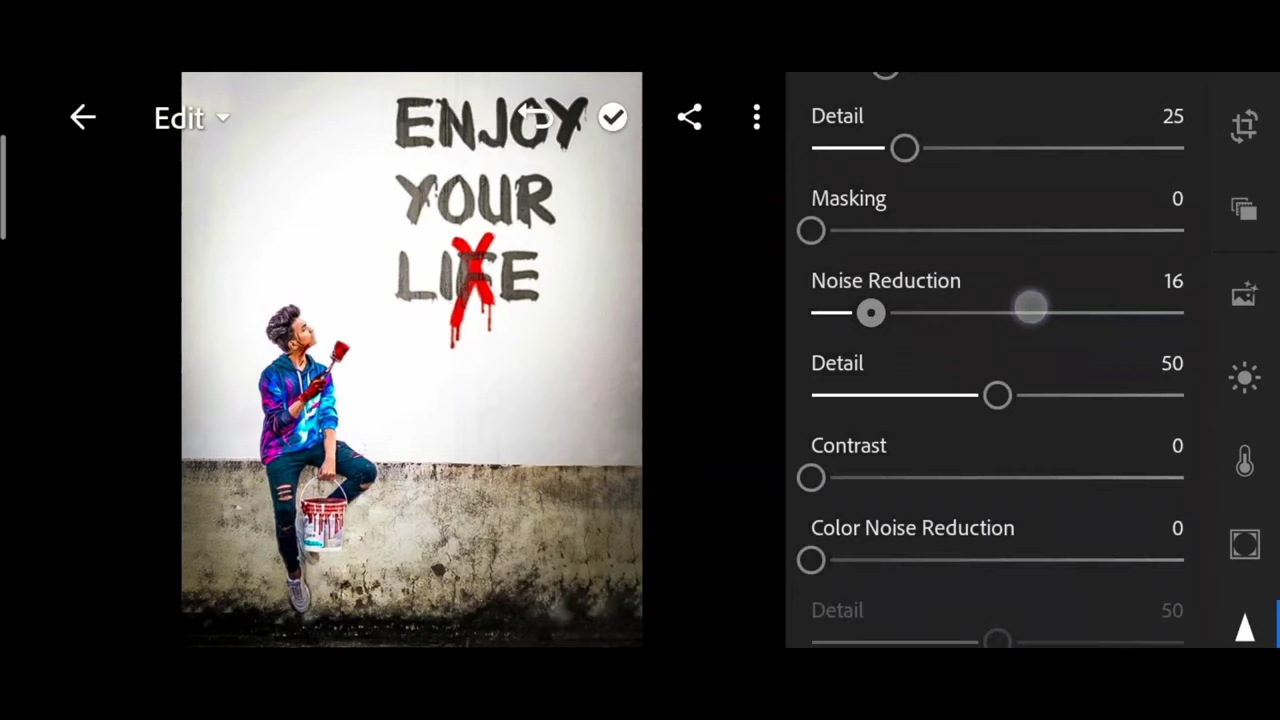 Edit
ENJOY
YOUR
LIFE
Detail 25
Masking 0
Noise Reduction 16
Detail 50
Contrast 0
Color Noise Reduction 0
Detail 50